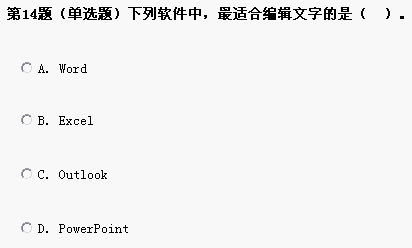 第14题（单选题）下列软件中，最适合编辑文字的是（　）。
A. Word
B. Excel
C. Outlook
D. PowerPoint